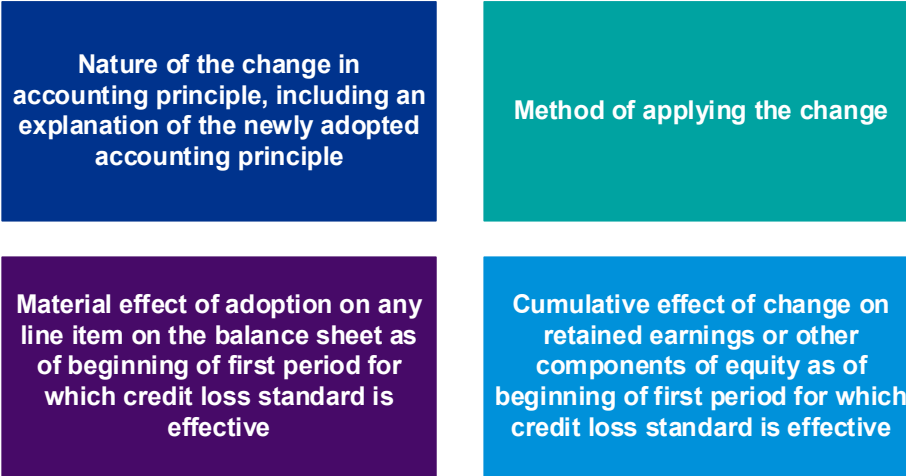 Nature of the change in
accounting principle, including an
explanation of the newly adopted
accounting principle
Method of applying the change
Material effect of adoption on any
line item on the balance sheet as
of beginning of first period for
which credit loss standard is
effective
Cumulative effect of change on
retained earnings or other
components of equity as of
beginning of first period for which
credit loss standard is effective